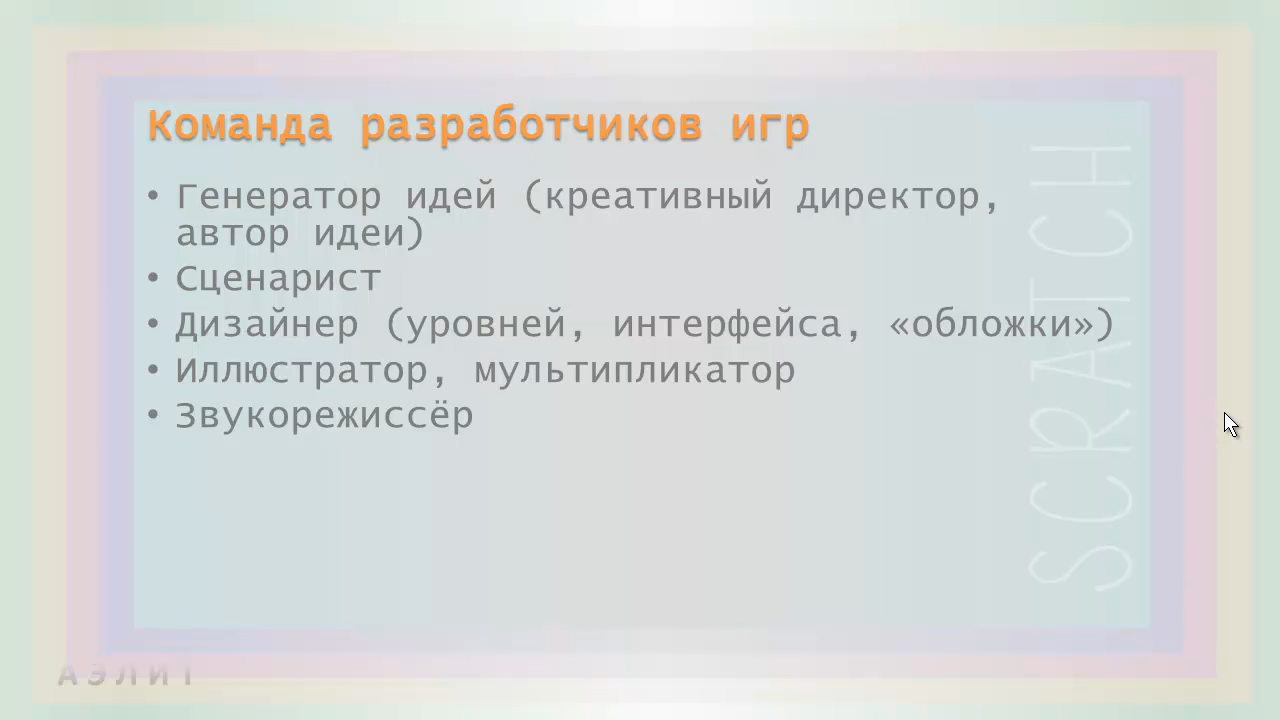 Команда разработчиков игр
• Генератор идей (креативный директор,
автор идеи)
• Сценарист
• Дизайнер (уровней, интерфейса, «обложки»)
• Иллюстратор, мультипликатор
• Звукорежиссёр
SCRATCH
АЭЛИТ